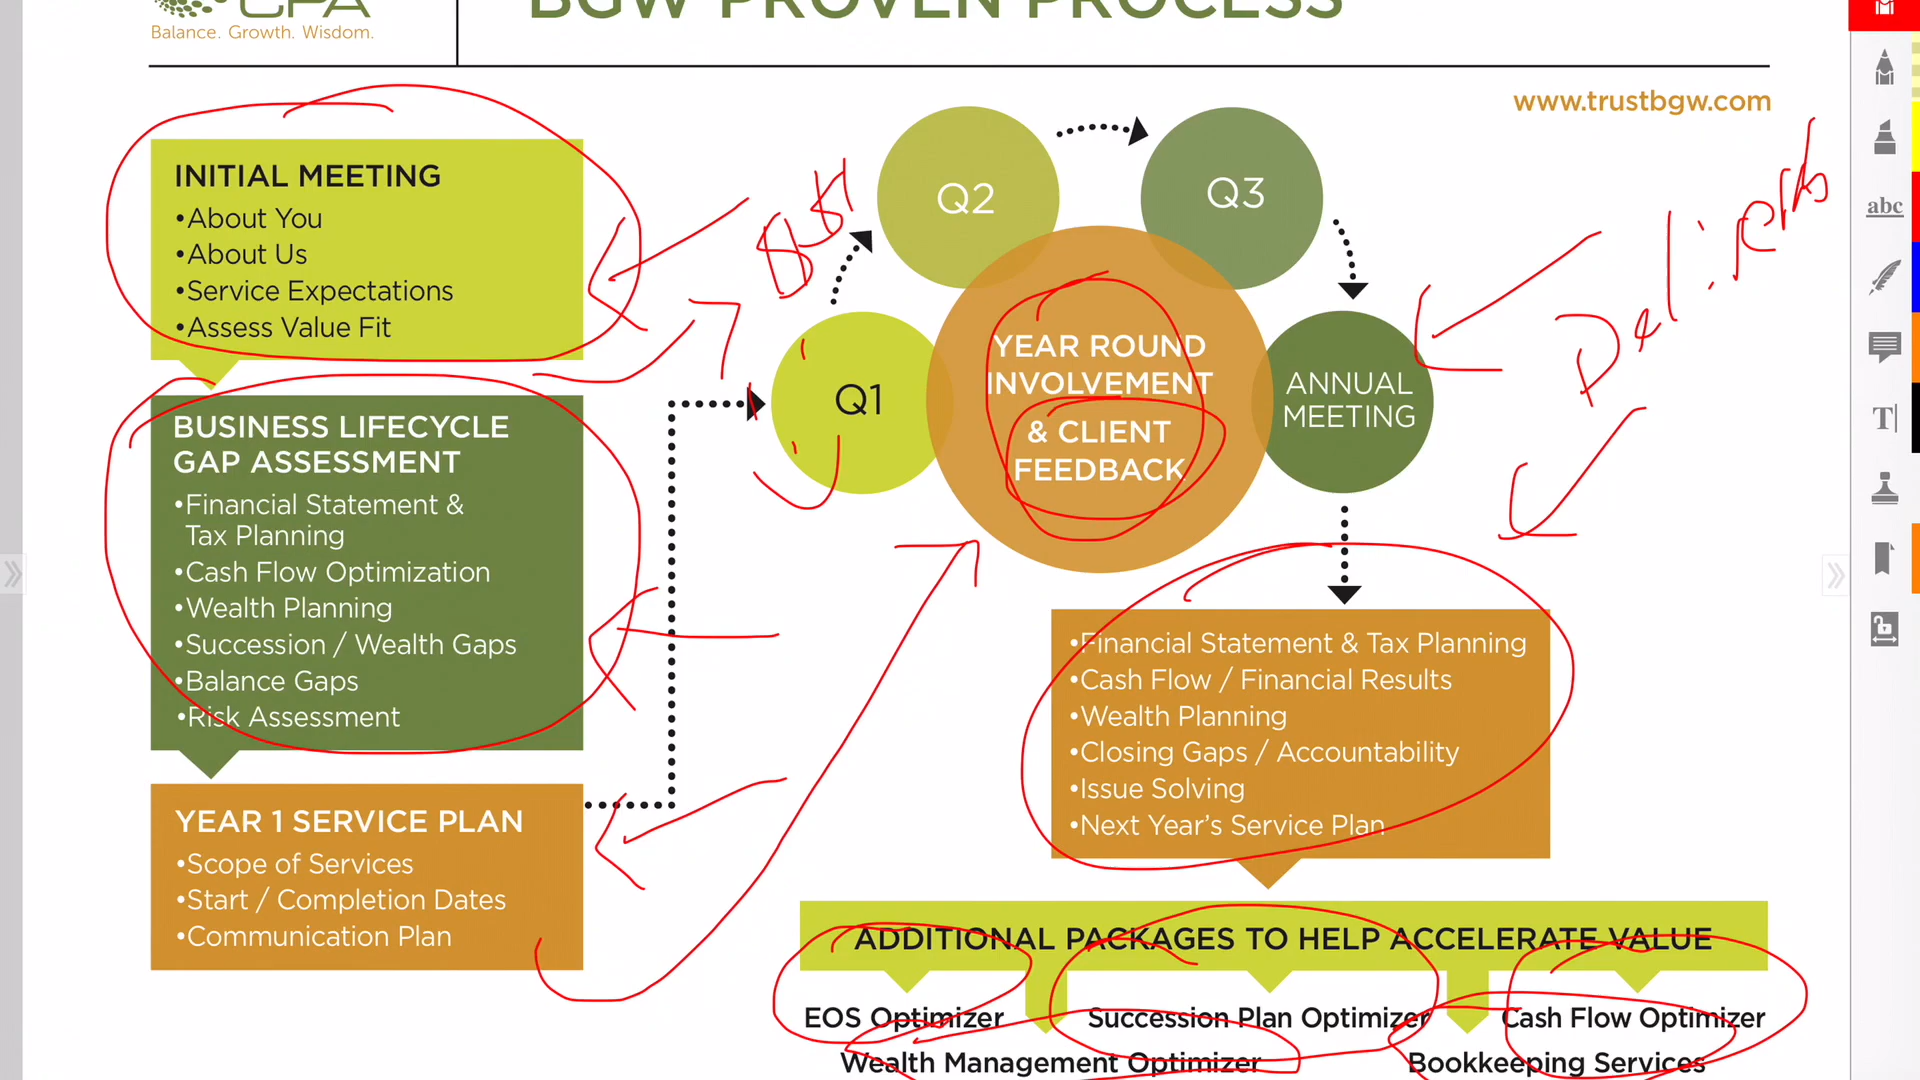 CPA
BGW PROVEN PROCESS
Balance. Growth. Wisdom.
www.trustbgw.com
INITIAL MEETING
•About You
•About Us
•Service Expectations
•Assess Value Fit
BUSINESS LIFECYCLE
GAP ASSESSMENT
•Financial Statement &
Tax Planning
•Cash Flow Optimization
•Wealth Planning
•Succession / Wealth Gaps
•Balance Gaps
•Risk Assessment
YEAR 1 SERVICE PLAN
•Scope of Services
•Start / Completion Dates
•Communication Plan
Q1
Q2
Q3
YEAR ROUND
INVOLVEMENT
& CLIENT
FEEDBACK
ANNUAL
MEETING
•Financial Statement & Tax Planning
•Cash Flow / Financial Results
•Wealth Planning
•Closing Gaps / Accountability
•Issue Solving
•Next Year's Service Plan
ADDITIONAL PACKAGES TO HELP ACCELERATE VALUE
EOS Optimizer
Succession Plan Optimizer
Cash Flow Optimizer
Wealth Management Optimizer
Bookkeeping Services
abc
T